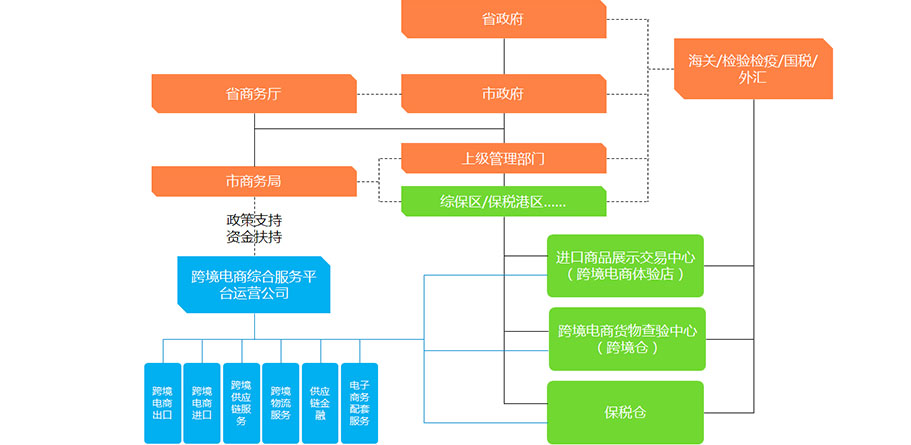 省政府
海关/检验检疫/国税/
外汇
省商务厅
市政府
上级管理部门
市商务局
综保区/保税港区......
政策支持
资金扶持
进口商品展示交易中心
（跨境电商体验店）
跨境电商综合服务平
台运营公司
跨境电商货物查验中心
（跨境仓）
保税仓
跨境
电商
出口
跨境
电商
进口
跨境
供应
链服
务
跨境
物流
服务
供应
链金
融
电子
商务
配套
服务